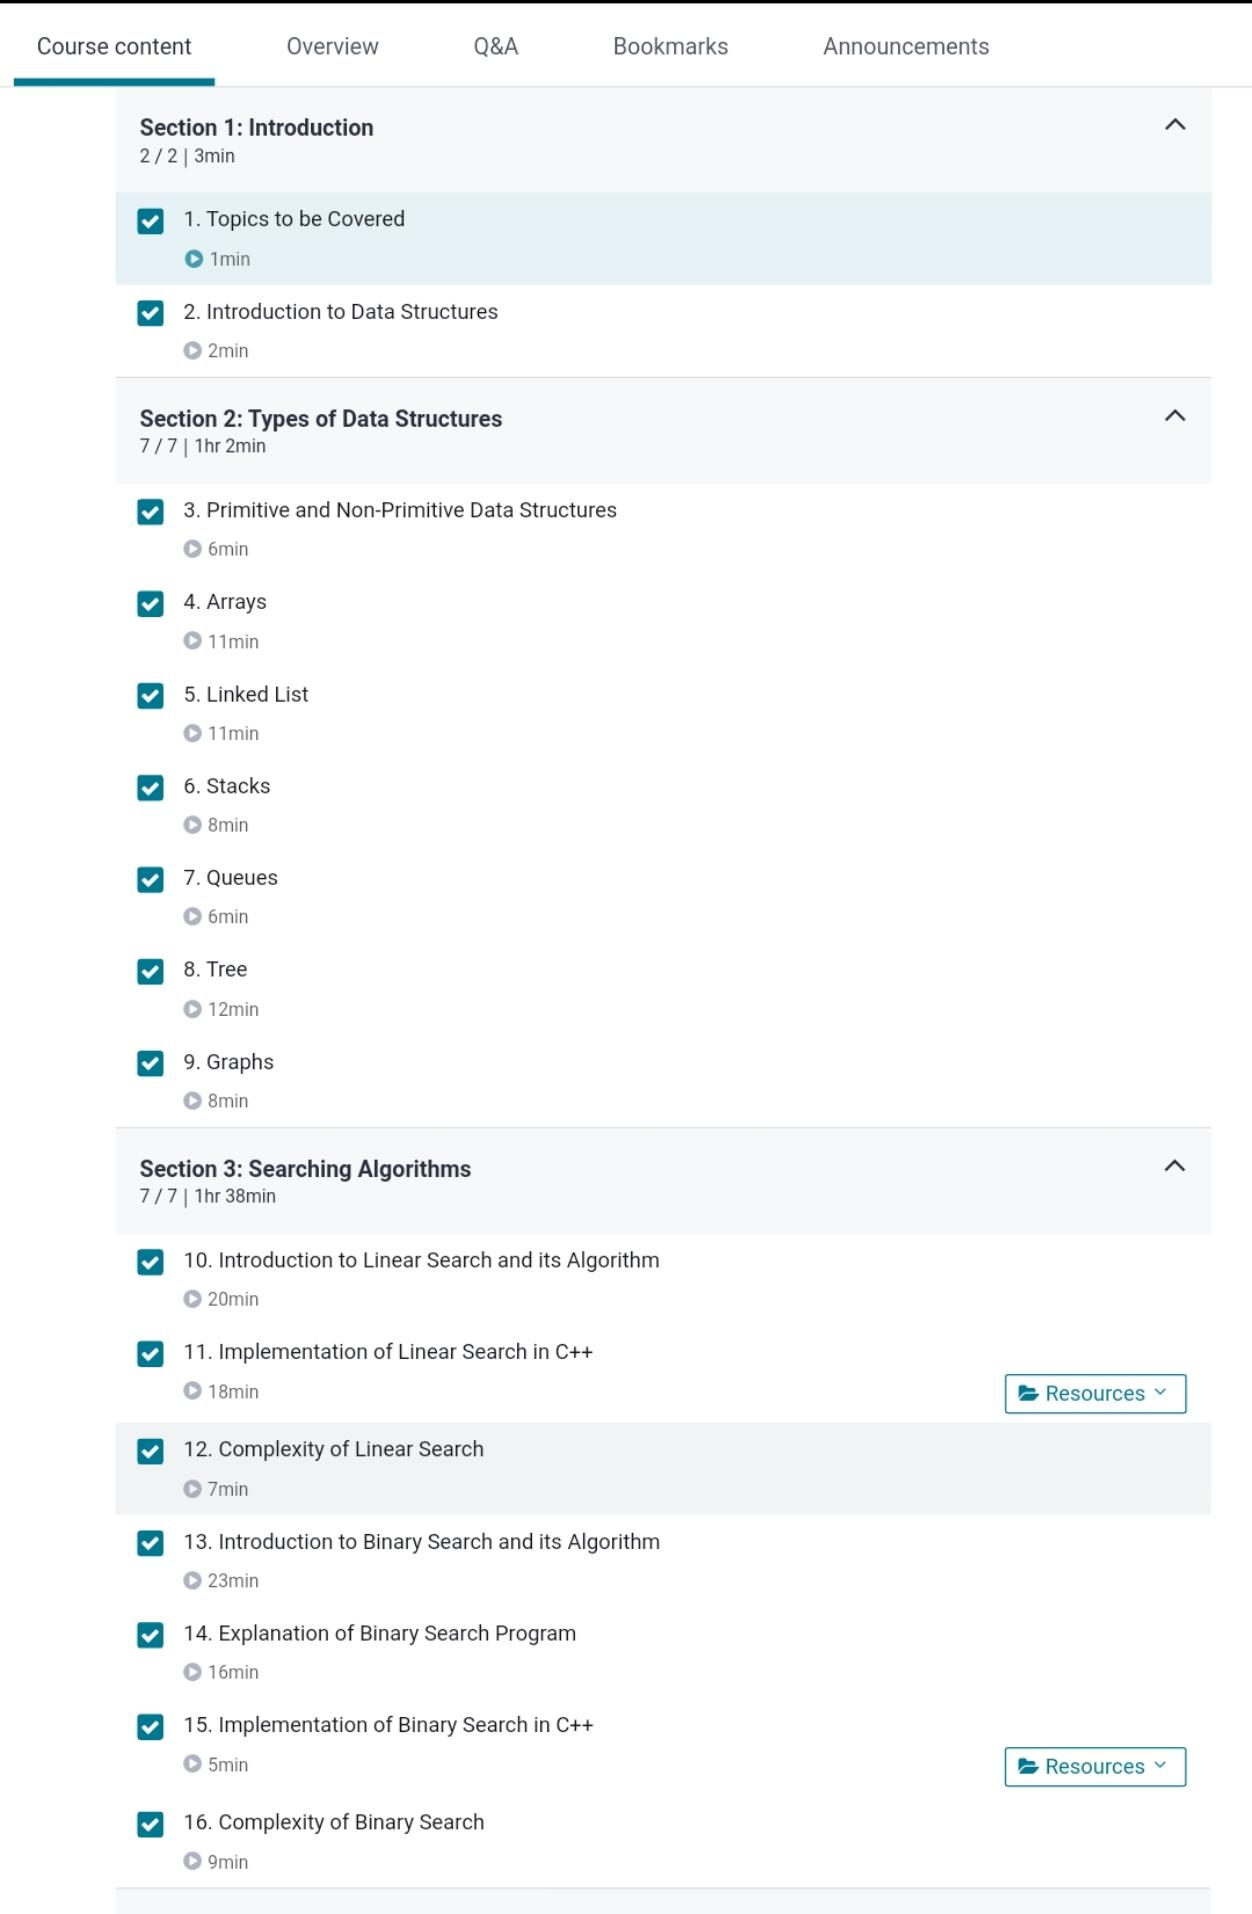 Course content Overview Q&A Bookmarks Announcements
Section 1: Introduction
2 / 2 | 3min
1. Topics to be Covered
1min
2. Introduction to Data Structures
2min
Section 2: Types of Data Structures
7 / 7 | 1hr 2min
3. Primitive and Non-Primitive Data Structures
6min
4. Arrays
11min
5. Linked List
11min
6. Stacks
8min
7. Queues
6min
8. Tree
12min
9. Graphs
8min
Section 3: Searching Algorithms
7 / 7 | 1hr 38min
10. Introduction to Linear Search and its Algorithm
20min
11. Implementation of Linear Search in C++
18min Resources
12. Complexity of Linear Search
7min
13. Introduction to Binary Search and its Algorithm
23min
14. Explanation of Binary Search Program
16min
15. Implementation of Binary Search in C++
5min Resources
16. Complexity of Binary Search
9min